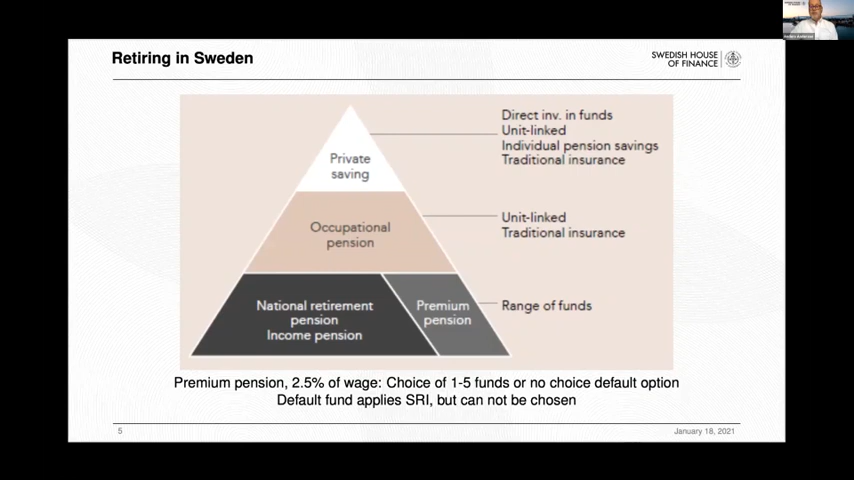 Retiring in Sweden
SWEDISH HOUSE
OF FINANCE
Private
saving
Direct inv. in funds
Unit-linked
Individual pension savings
Traditional insurance
Occupational
pension
Unit-linked
Traditional insurance
National retirement
pension
Income pension
Premium
pension
Range of funds
Premium pension, 2.5% of wage: Choice of 1-5 funds or no choice default option
Default fund applies SRI, but can not be chosen
5
January 18, 2021